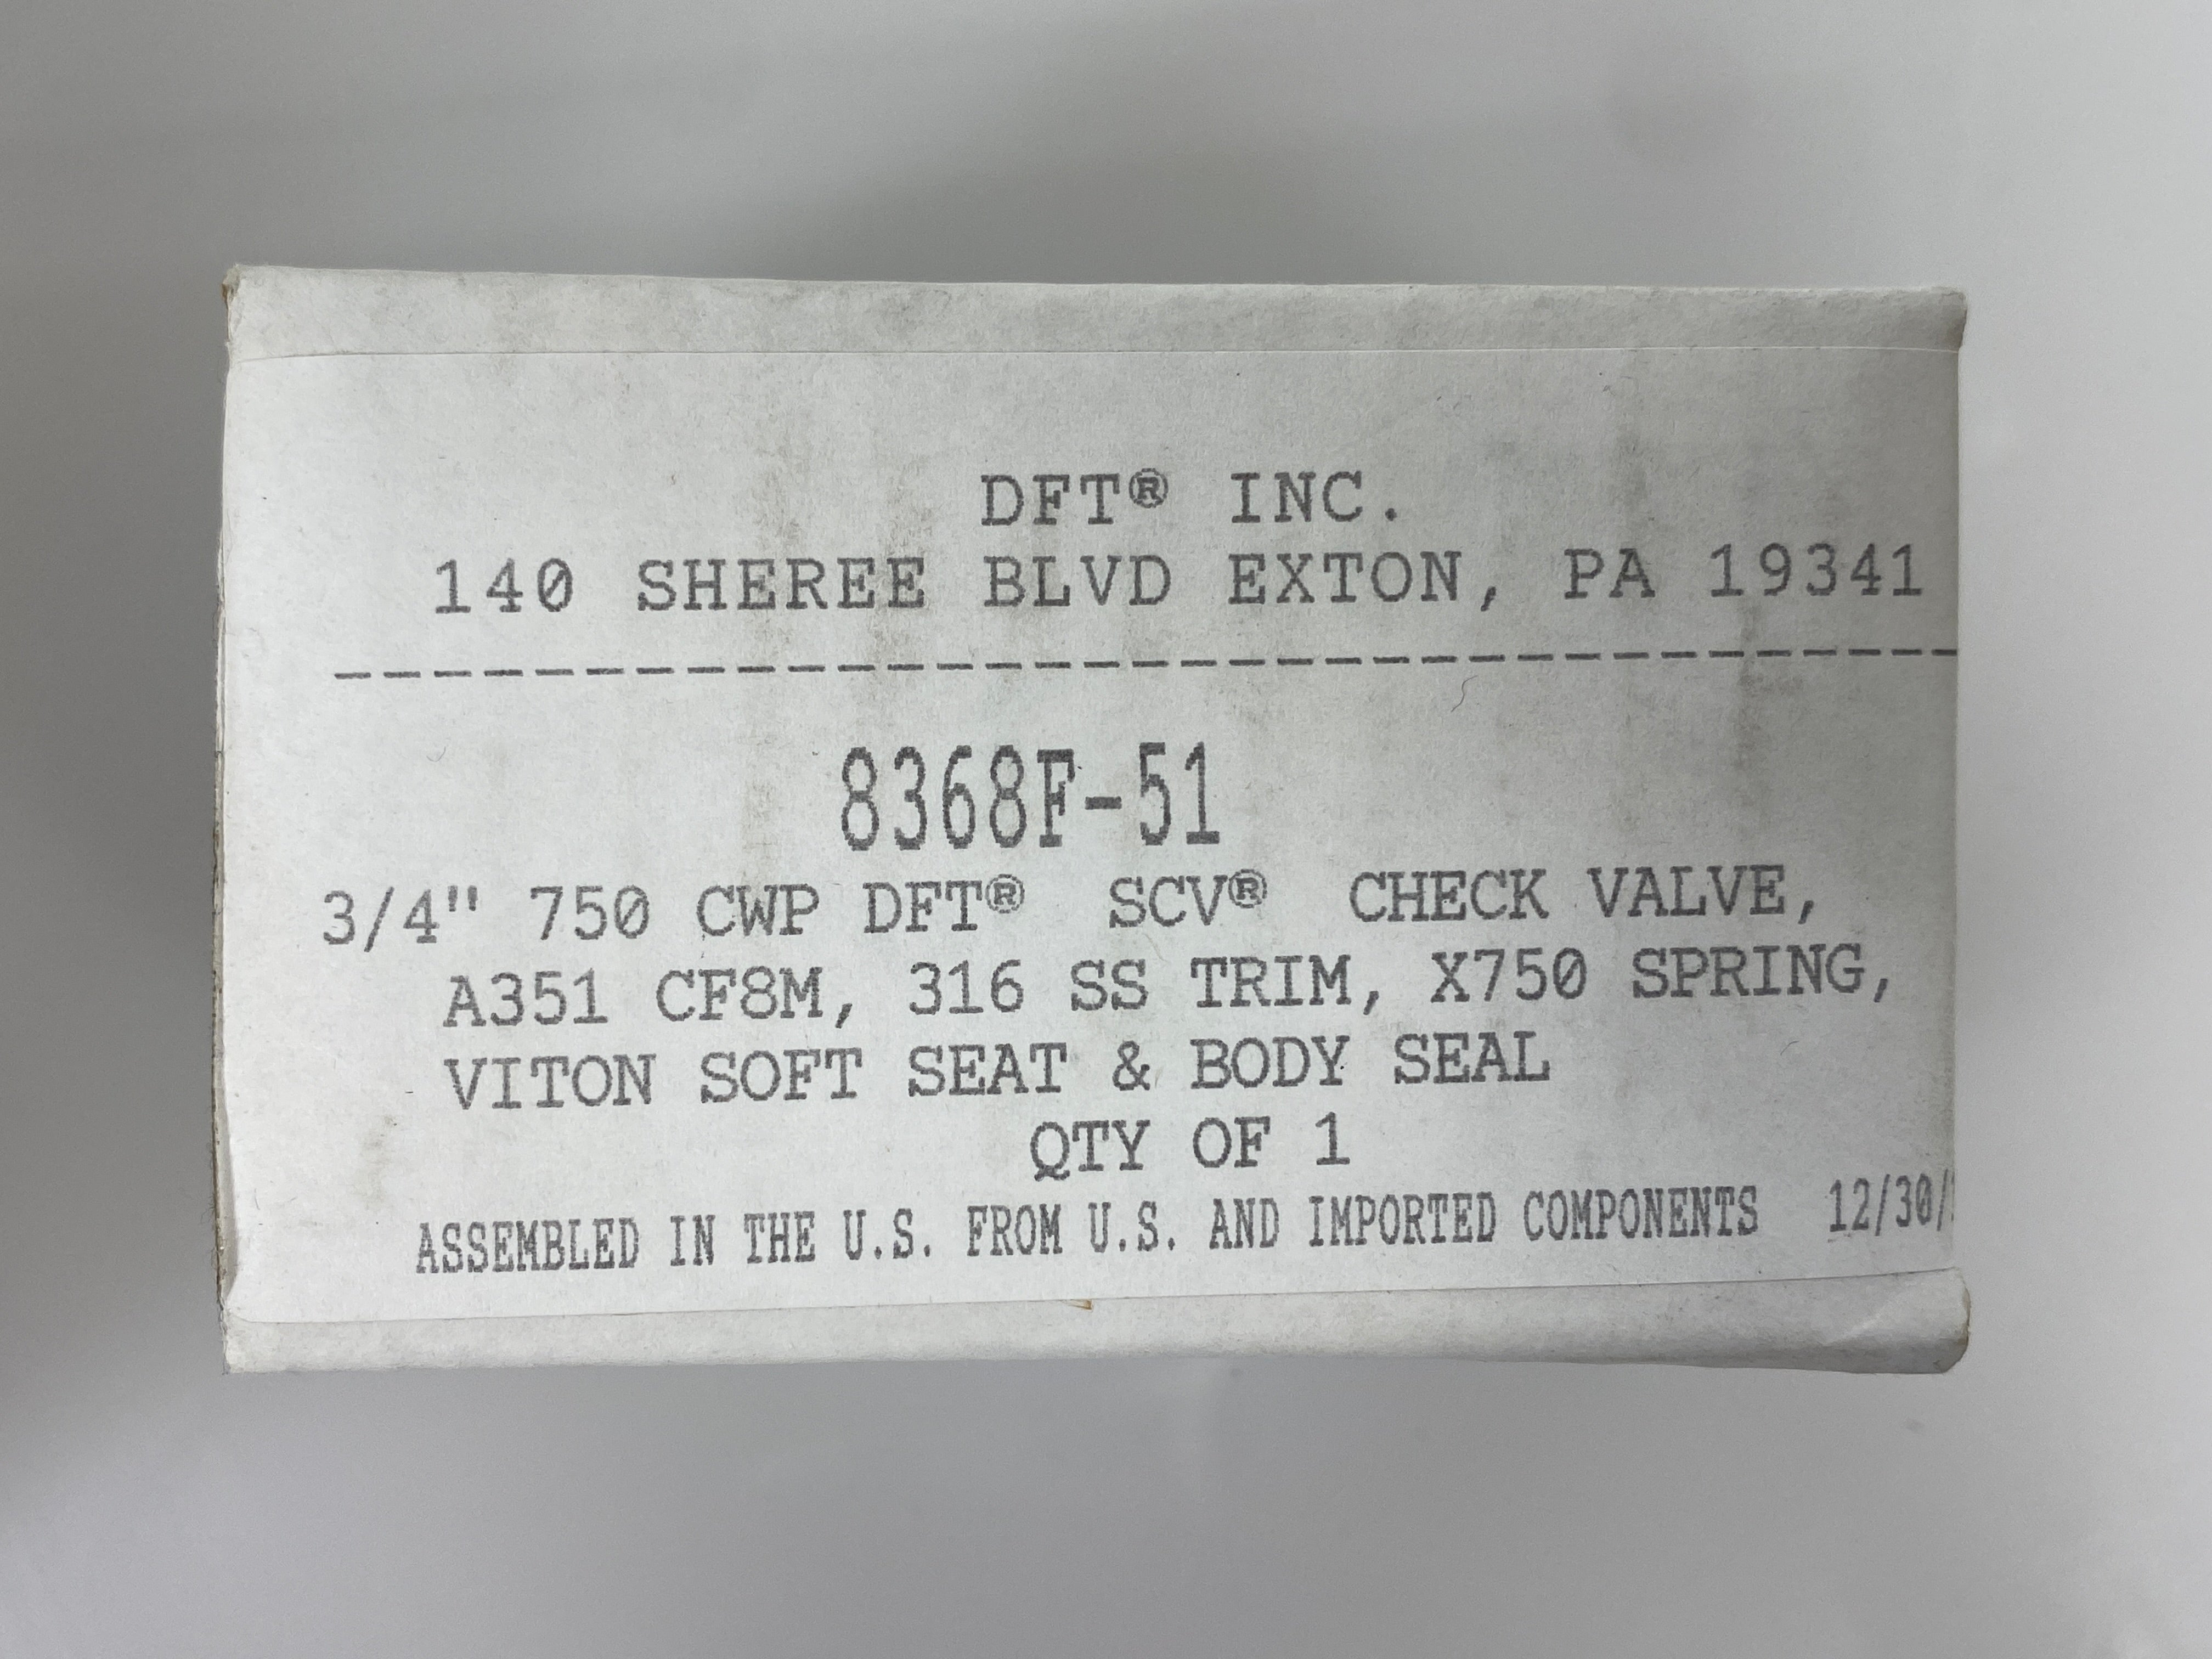 DFT® INC.
140 SHEREE BLVD EXTON, PA 19341
--------------------------------
8368F-51
3/4" 750 CWP DFT® SCV® CHECK VALVE,
A351 CF8M, 316 SS TRIM, X750 SPRING,
VITON SOFT SEAT & BODY SEAL
QTY OF 1
ASSEMBLED IN THE U.S. FROM U.S. AND IMPORTED COMPONENTS 12/30/